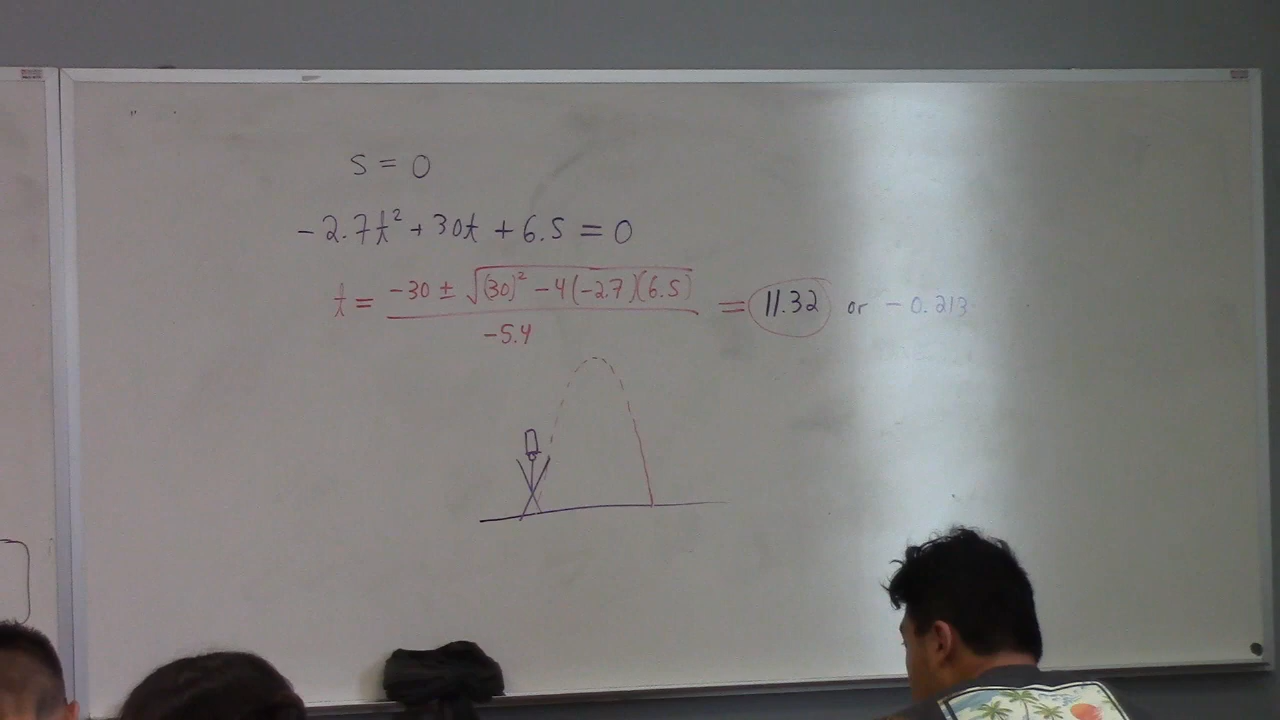 s = 0
-2.7t² + 30t + 6.5 = 0
t = \frac{-30 ± √((30)² - 4(-2.7)(6.5))}{-5.4} = 11.32 or -0.213